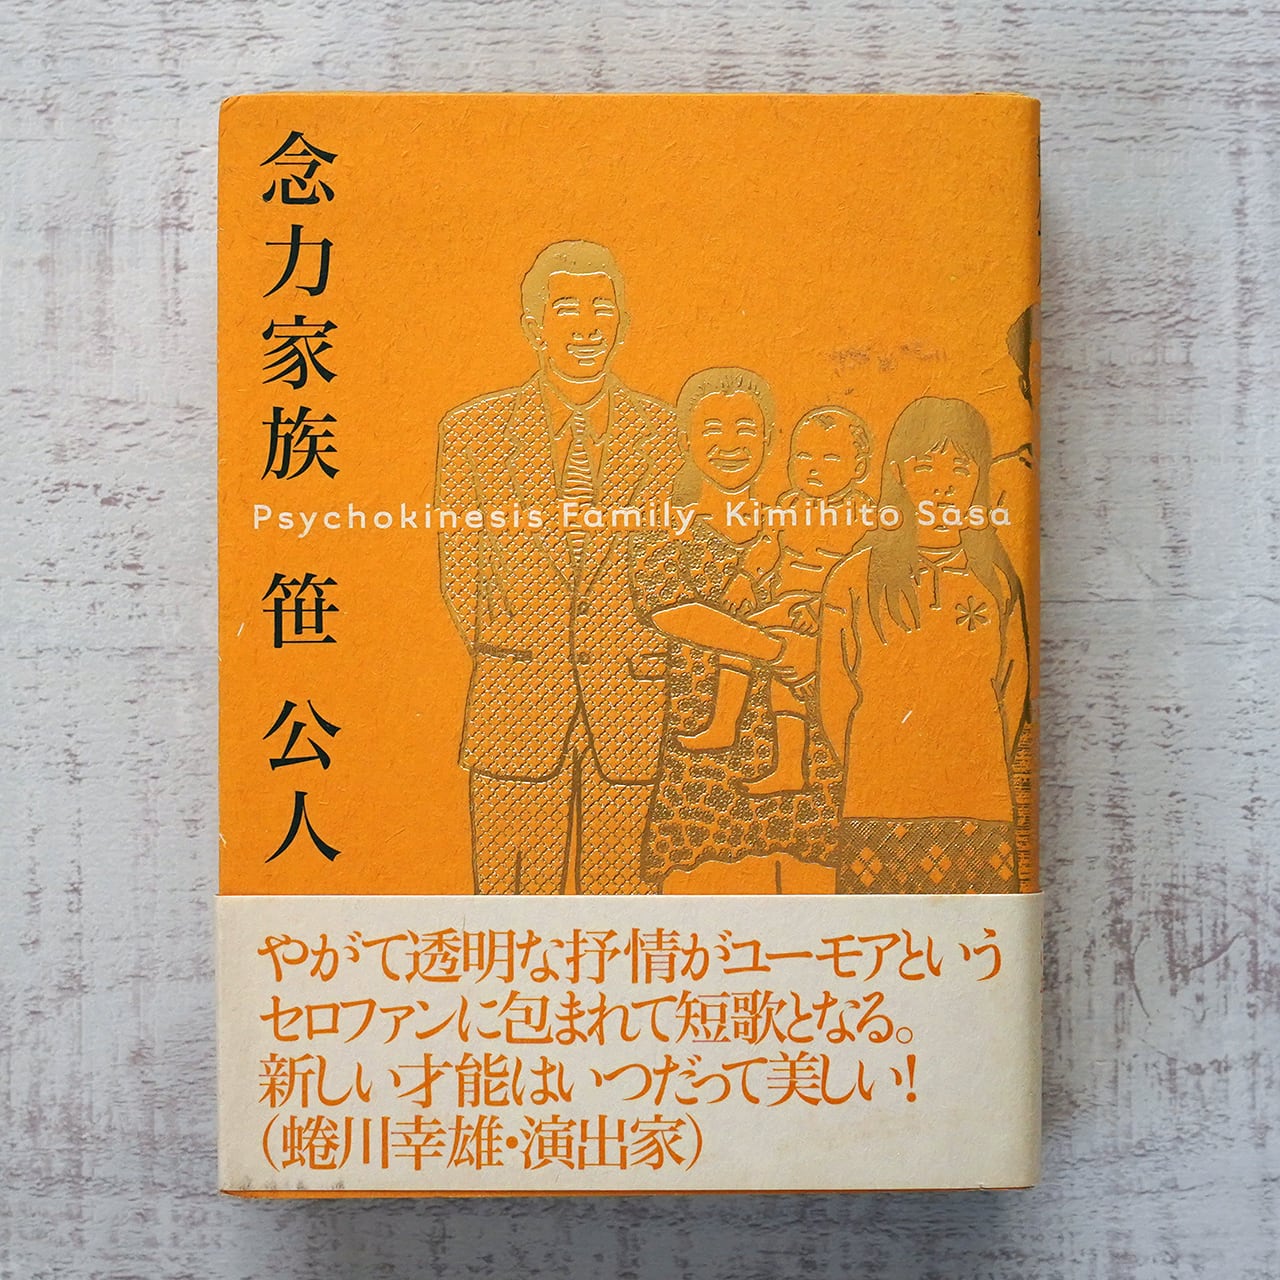 念力家族 笹 公人
Psychokinesis Family Kimihito Sasa
やがて透明な抒情がユーモアという
セロファンに包まれて短歌となる。
新しい才能はいつだって美しい!
(蜷川幸雄・演出家)